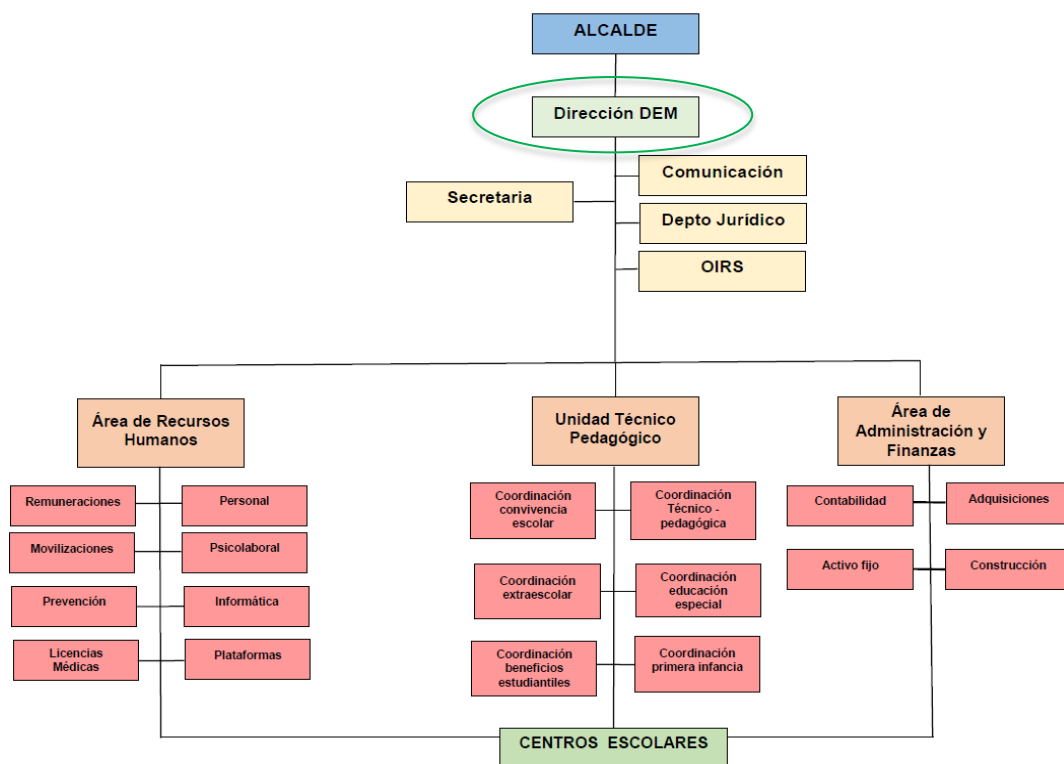 ALCALDE
Dirección DEM
Comunicación
Secretaria
Depto Jurídico
OIRS
Área de Recursos
Humanos
Unidad Técnico
Pedagógico
Área de
Administración y
Finanzas
Remuneraciones
Personal
Movilizaciones
Psicolaboral
Prevención
Informática
Licencias
Médicas
Plataformas
Coordinación
convivencia
escolar
Coordinación
Técnico -
pedagógica
Coordinación
extraescolar
Coordinación
educación
especial
Coordinación
beneficios
estudiantiles
Coordinación
primera infancia
Contabilidad
Adquisiciones
Activo fijo
Construcción
CENTROS ESCOLARES